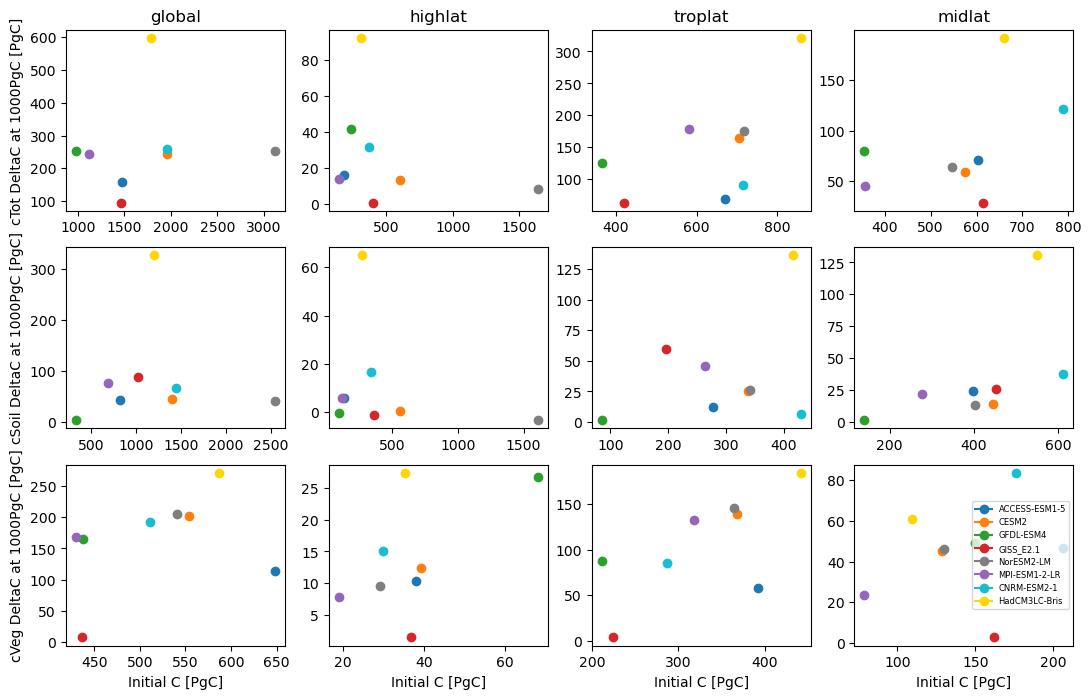 global highlat troplat midlat
cTot DeltaC at 1000PgC [PgC]
600 500 400 300 200 100
1000 1500 2000 2500 3000
80 60 40 20 0
500 1000 1500
300 250 200 150 100
400 600 800
150 100 50
400 500 600 700 800
cSoil DeltaC at 1000PgC [PgC]
300 200 100 0
500 1000 1500 2000 2500
60 40 20 0
500 1000 1500
125 100 75 50 25 0
100 200 300 400
125 100 75 50 25 0
200 400 600
cVeg DeltaC at 1000PgC [PgC]
250 200 150 100 50 0
450 500 550 600 650
Initial C [PgC]
25 20 15 10 5
20 40 60
Initial C [PgC]
150 100 50 0
200 300 400
Initial C [PgC]
80 60 40 20 0
100 150 200
Initial C [PgC]
ACCESS-ESM1-5
CESM2
GFDL-ESM4
GISS_E2.1
NorESM2-LM
MPI-ESM1-2-LR
CNRM-ESM2-1
HadCM3LC-Bris